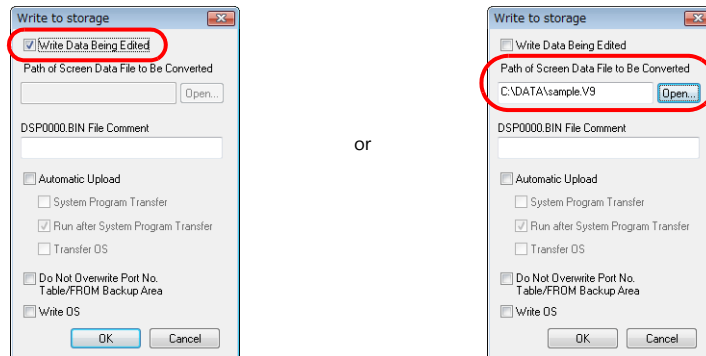 Write to storage
Write Data Being Edited
Path of Screen Data File to Be Converted
Open...
DSP0000.BIN File Comment
Automatic Upload
System Program Transfer
Run after System Program Transfer
Transfer OS
Do Not Overwrite Port No.
Table/FROM Backup Area
Write OS
OK Cancel
or
Write to storage
Write Data Being Edited
Path of Screen Data File to Be Converted
C:\DATA\sample.V9 Open...
DSP0000.BIN File Comment
Automatic Upload
System Program Transfer
Run after System Program Transfer
Transfer OS
Do Not Overwrite Port No.
Table/FROM Backup Area
Write OS
OK Cancel